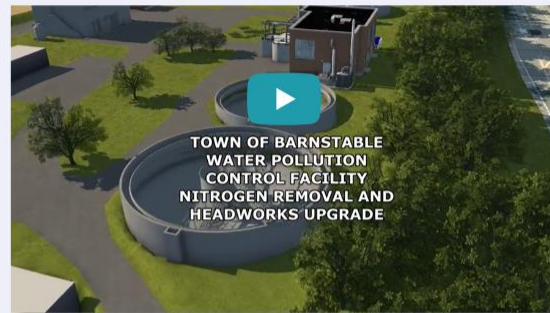 TOWN OF BARNSTABLE
WATER POLLUTION
CONTROL FACILITY
NITROGEN REMOVAL AND
HEADWORKS UPGRADE